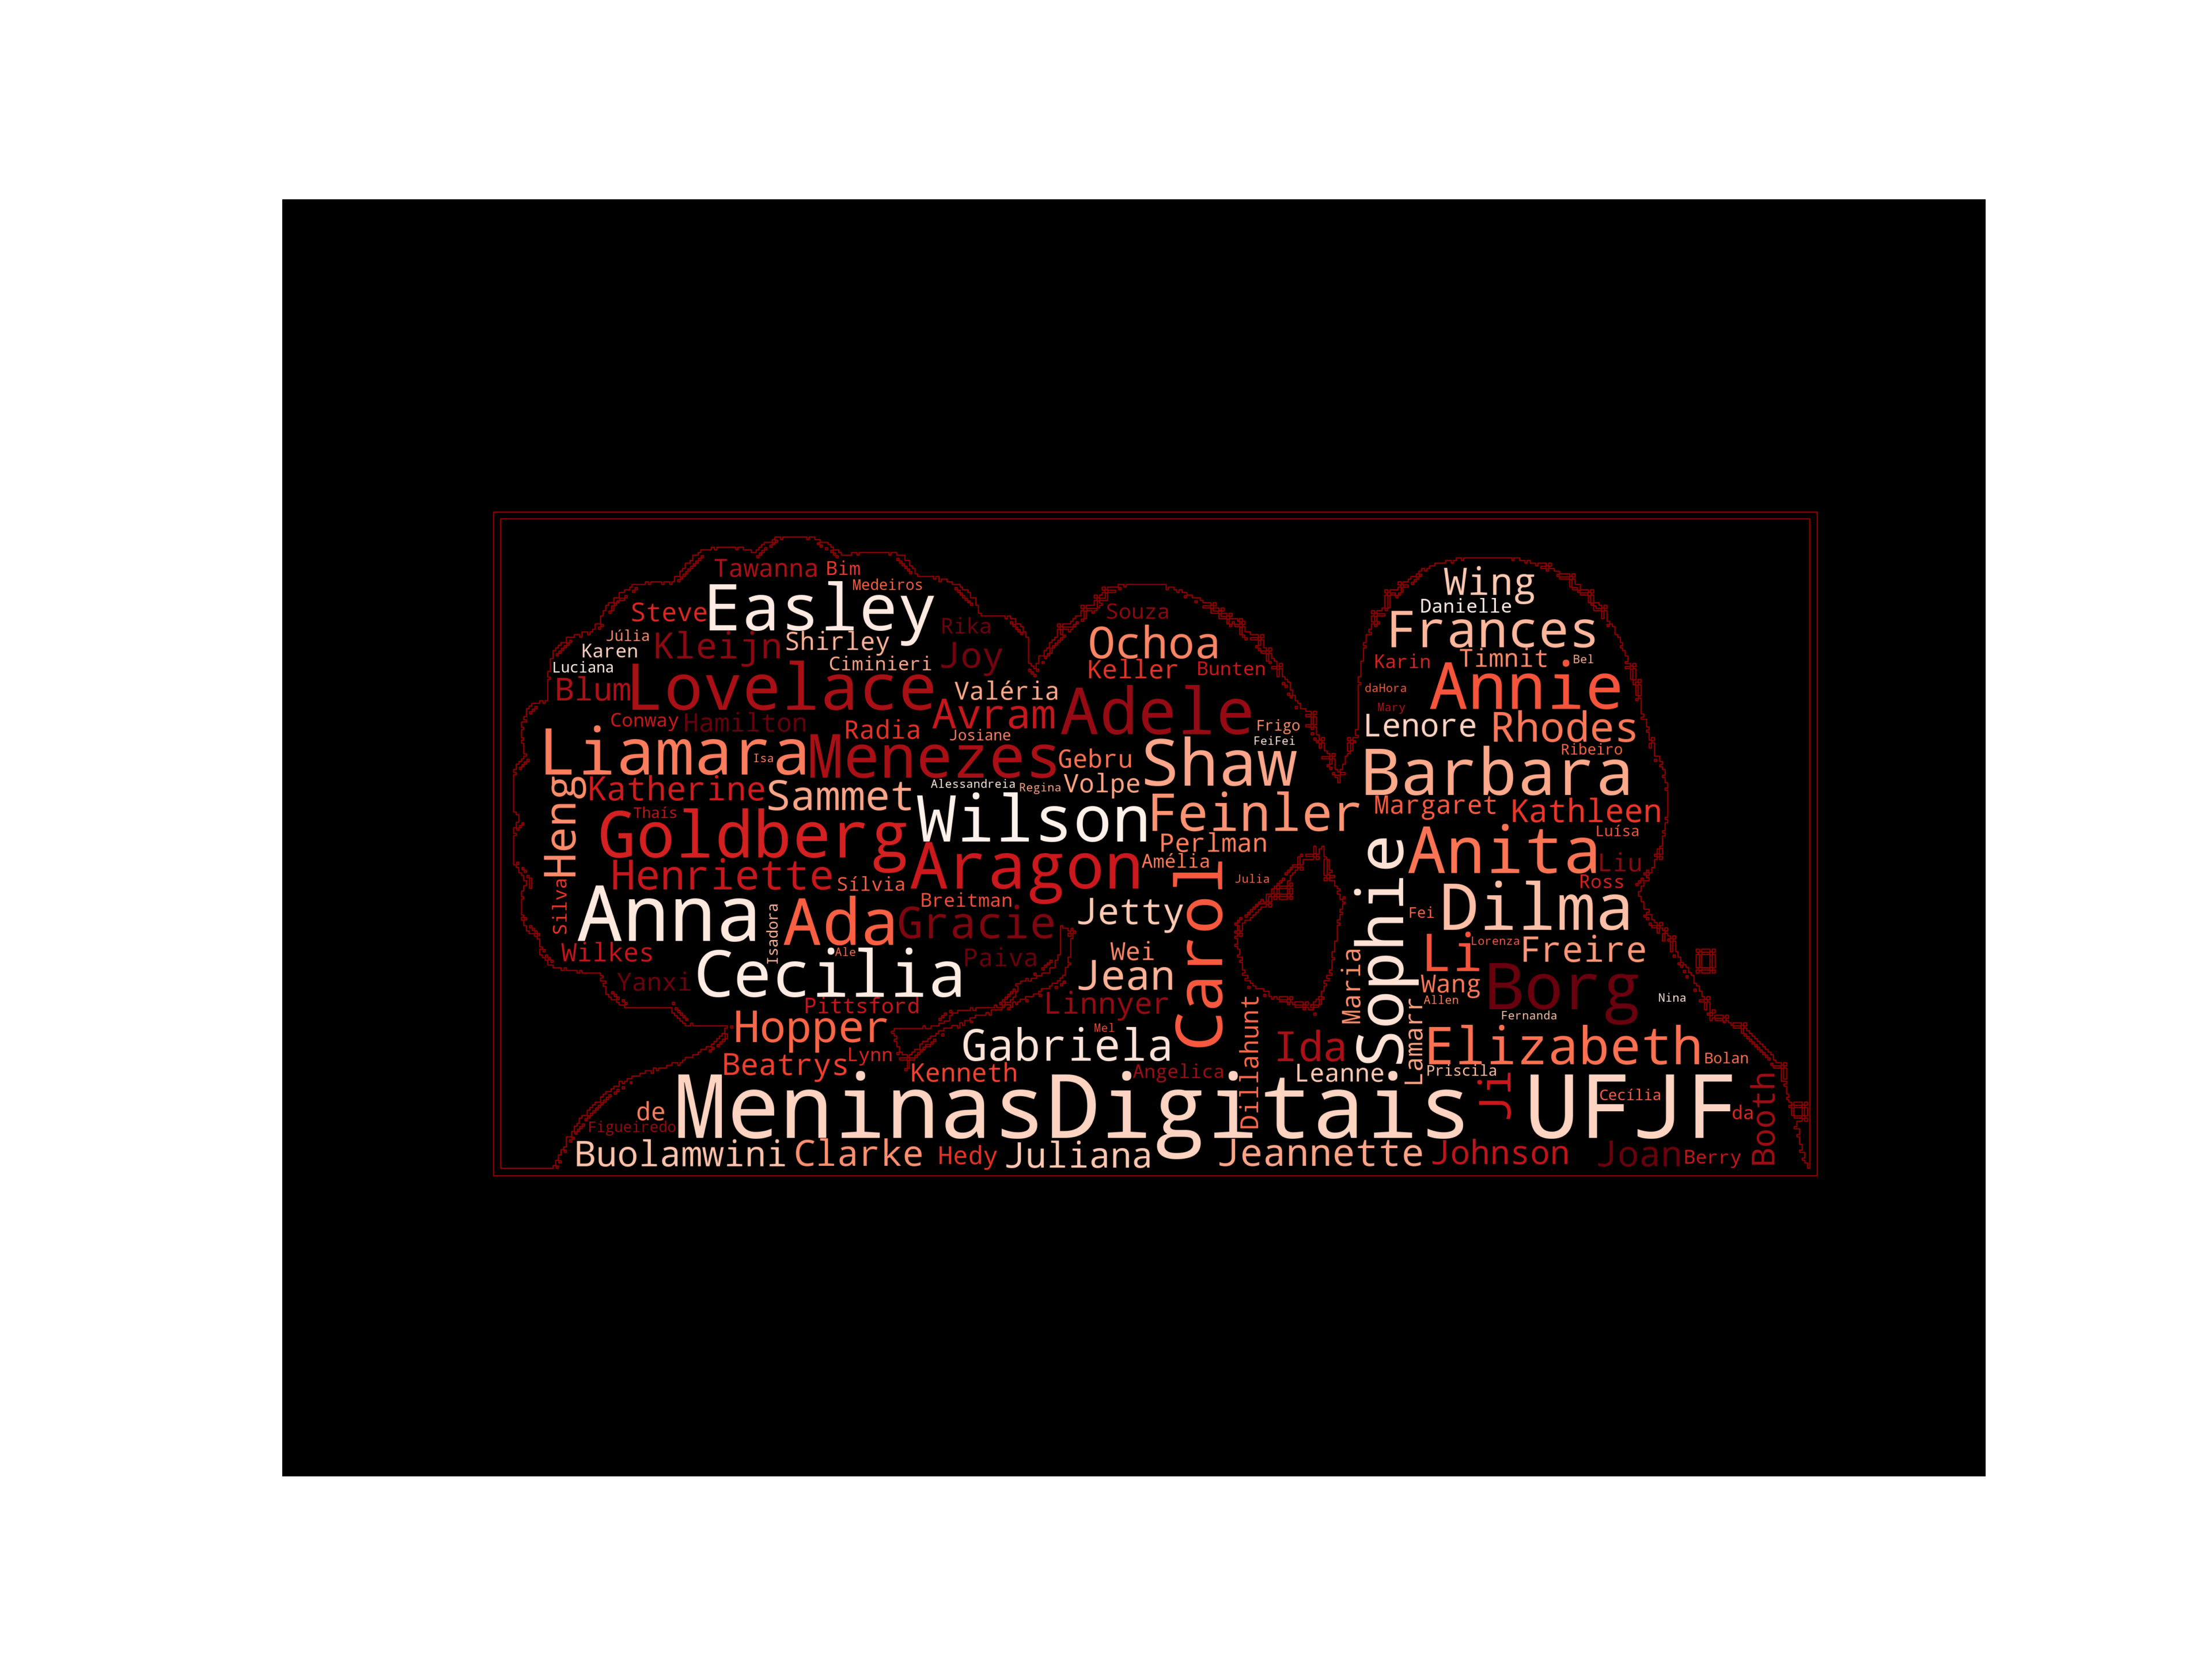 Tawanna Bim
Medeiros
Easley
Steve
Rika
Júlia
Karen
Kleijn
Shirley
Luciana
Ciminieri
Joy
Blum
Lovelace
Valéria
Conway
Hamilton
Radia
Avram
Josiane
Liamara
Isa
Menezes
Heng
Katherine
Sammet
Alessandreia
Regina
Thaís
Goldberg
Wilson
Henriette
Sílvia
Aragon
Silva
Anna
Isadora
Ada
Breitman
Gracie
Wilkes
Ale
Yanxi
Cecilia
Paiva
Pittsford
Hopper
Beatrys
Lynn
Souza
Ochoa
Keller
Bunten
Adele
Frigo
FeiFei
Gebru
Shaw
Volpe
Feinler
Perlman
Amélia
Julia
Jetty
Carol
Wei
Jean
Linnyer
Mel
Gabriela
Kenneth
Angelica
Dillahunt
Ida
Leanne
Wing
Danielle
Frances
Karin
Timnit
Bel
daHora
Annie
Mary
Lenore
Rhodes
Ribeiro
Barbara
Margaret
Kathleen
Luísa
Sophie
Anita
Liu
Ross
Fei
Dilma
Li
Lorenza
Freire
Maria
Wang
Allen
Borg
Nina
Fernanda
Lamarr
Elizabeth
Bolan
Priscila
Ji
Cecília
de
MeninasDigitais
UFJF
da
Booth
Figueiredo
Buolamwini
Clarke
Hedy
Juliana
Jeannette
Johnson
Joan
Berry